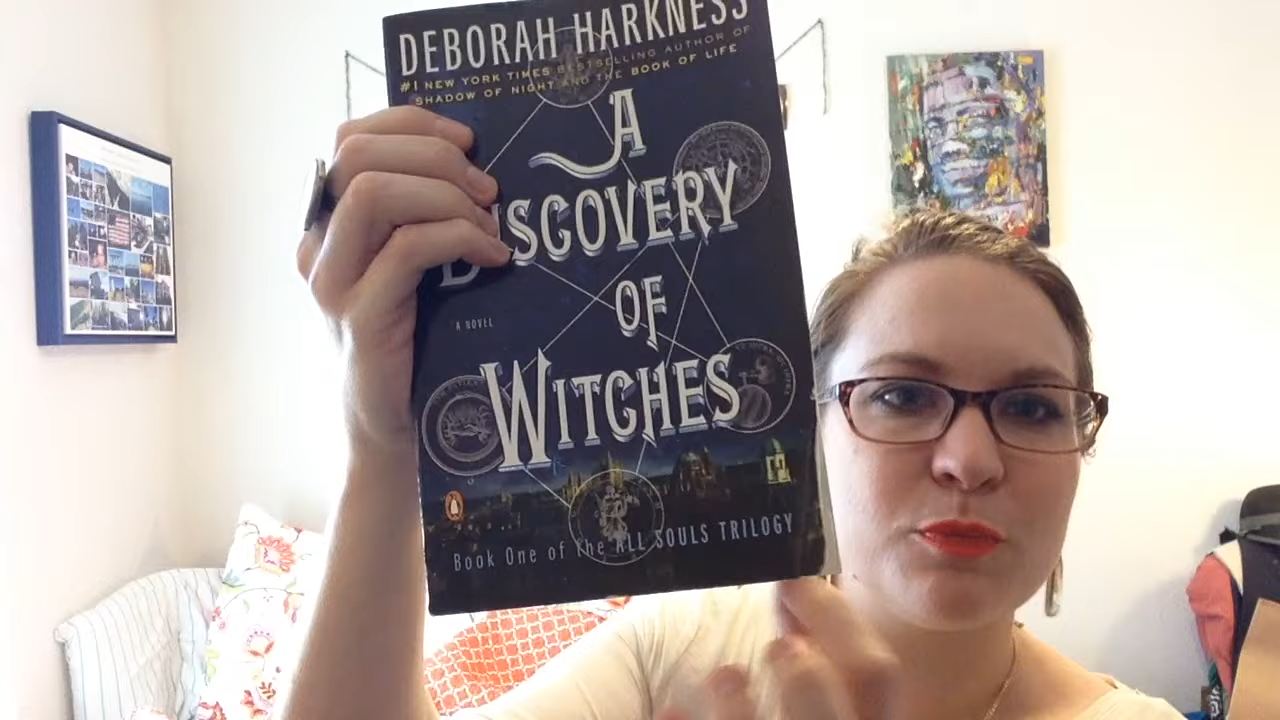 DEBORAH HARKNESS
#1 NEW YORK TIMES BESTSELLING AUTHOR OF
SHADOW OF NIGHT AND THE BOOK OF LIFE
A
DISCOVERY
OF
A NOVEL
WITCHES
Book One of the ALL SOULS TRILOGY